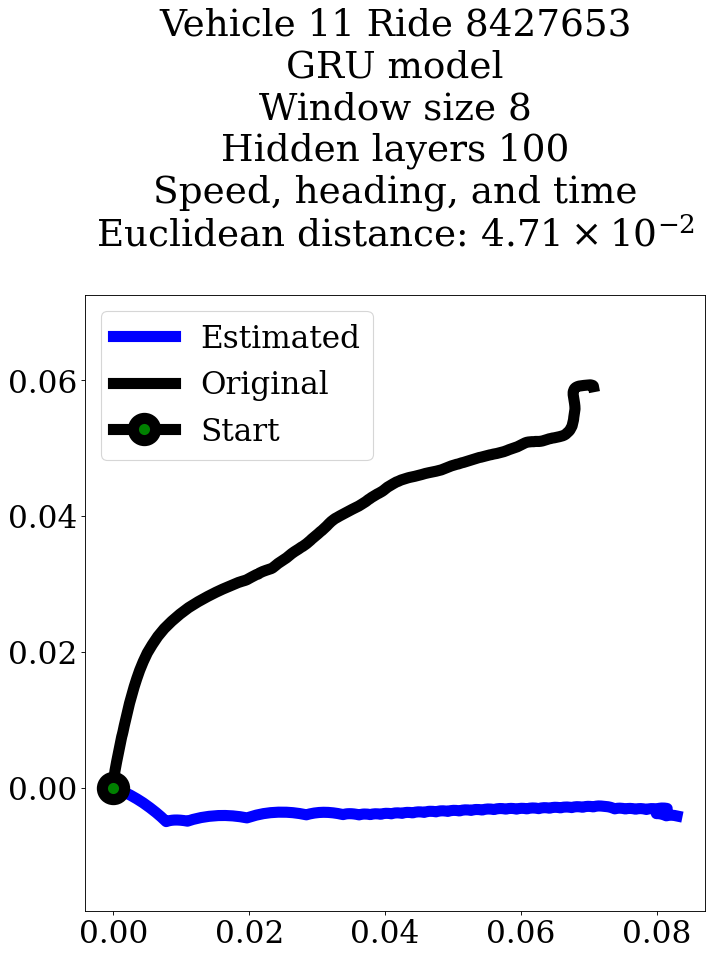 Vehicle 11 Ride 8427653
GRU model
Window size 8
Hidden layers 100
Speed, heading, and time
Euclidean distance: 4.71 × 10⁻²
Estimated
Original
Start
0.06
0.04
0.02
0.00
0.00 0.02 0.04 0.06 0.08